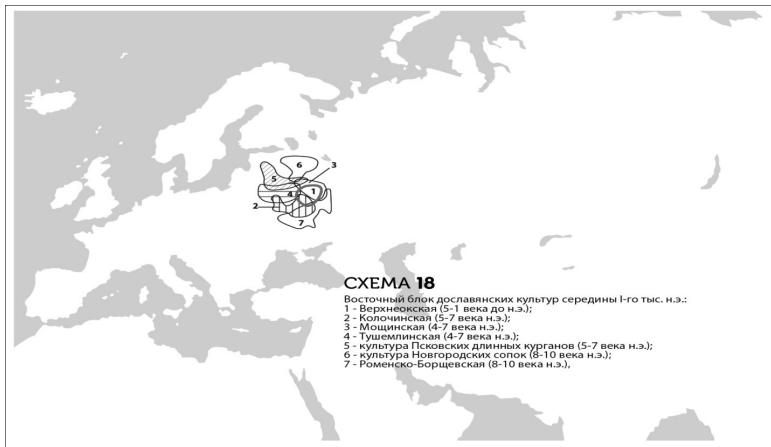 6
3
5
1
4
2
7
СХЕМА 18
Восточный блок дославянских культур середины I-го тыс. н.э.:
1 - Верхнеокская (5-1 века до н.э.);
2 - Колочинская (5-7 века н.э.);
3 - Мощинская (4-7 века н.э.);
4 - Тушемлинская (4-7 века н.э.);
5 - культура Псковских длинных курганов (5-7 века н.э.);
6 - культура Новгородских сопок (8-10 века н.э.);
7 - Роменско-Борщевская (8-10 века н.э.),